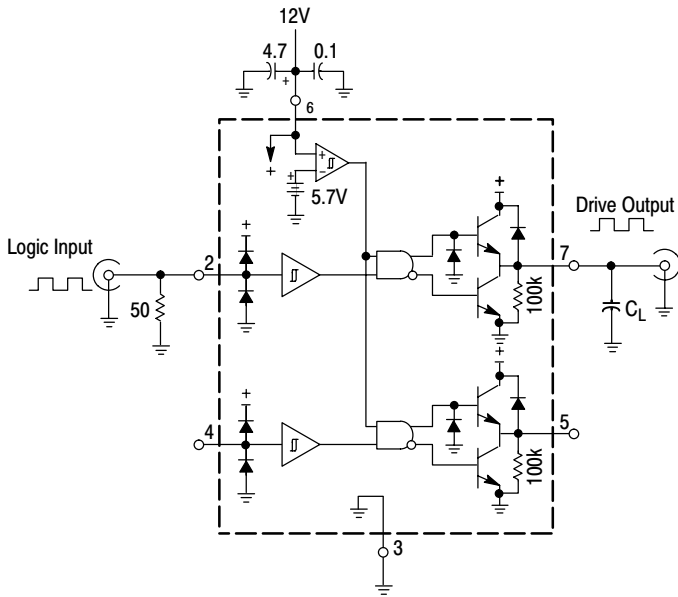 12V
4.7
0.1
+
6
+
+
−
+
5.7V
Logic Input
Drive Output
+
+
2
7
50
100k
CL
+
+
4
5
100k
3